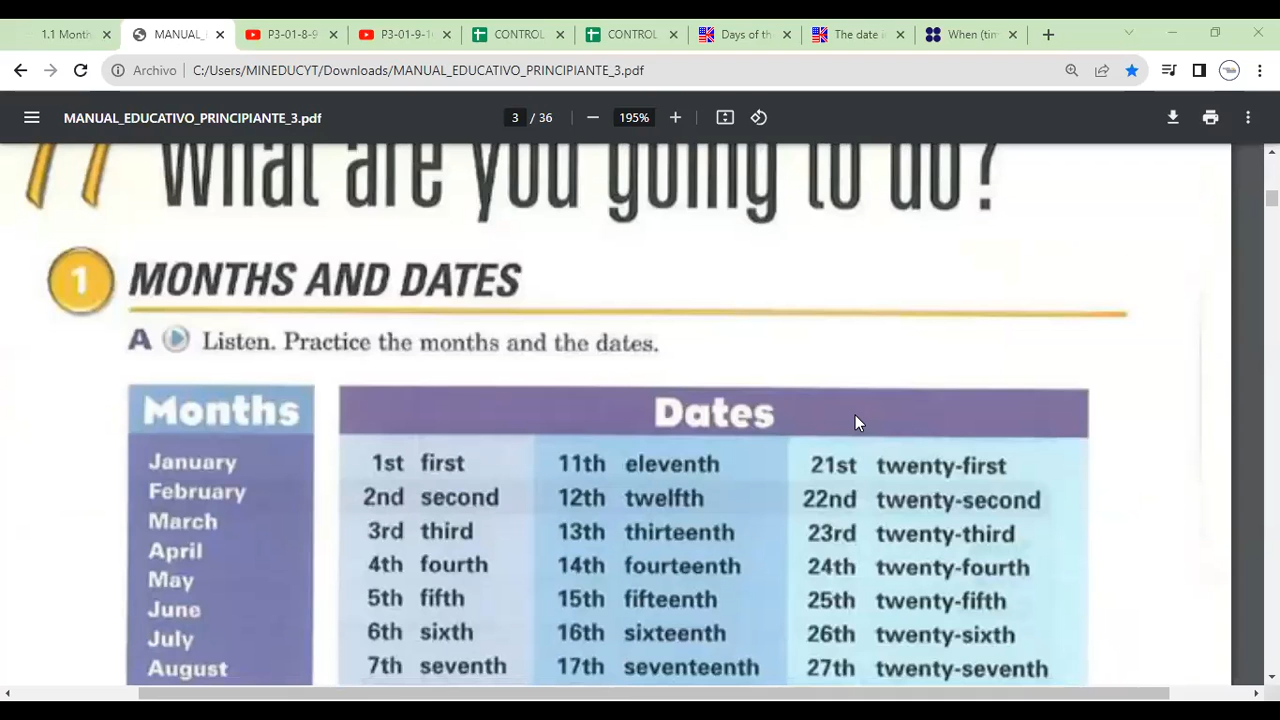 1.1 Month
MANUAL_
P3-01-8-9
P3-01-9-1
CONTROL
CONTROL
Days of th
The date i
When (tim
Archivo C:/Users/MINEDUCYT/Downloads/MANUAL_EDUCATIVO_PRINCIPIANTE_3.pdf
MANUAL_EDUCATIVO_PRINCIPIANTE_3.pdf 3 / 36 195%
What are you going to do?
1 MONTHS AND DATES
A Listen. Practice the months and the dates.
Months
January
February
March
April
May
June
July
August
Dates
1st first 11th eleventh 21st twenty-first
2nd second 12th twelfth 22nd twenty-second
3rd third 13th thirteenth 23rd twenty-third
4th fourth 14th fourteenth 24th twenty-fourth
5th fifth 15th fifteenth 25th twenty-fifth
6th sixth 16th sixteenth 26th twenty-sixth
7th seventh 17th seventeenth 27th twenty-seventh